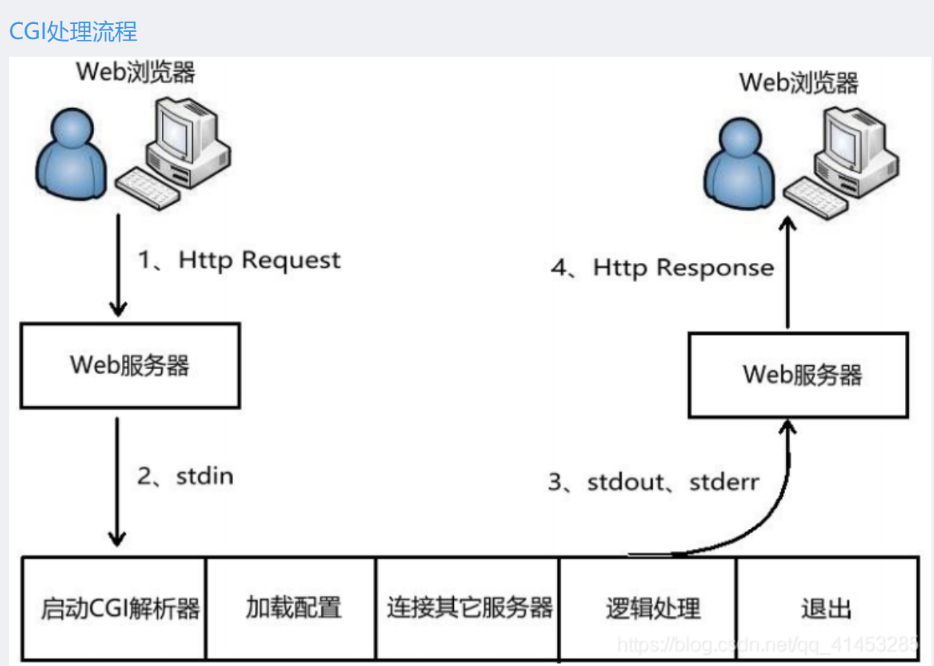 CGI处理流程
Web浏览器
Web浏览器
1、Http Request
4、Http Response
Web服务器
Web服务器
2、stdin
3、stdout、stderr
启动CGI解析器
加载配置
连接其它服务器
逻辑处理
退出
https://blog.csdn.net/qq_41453285